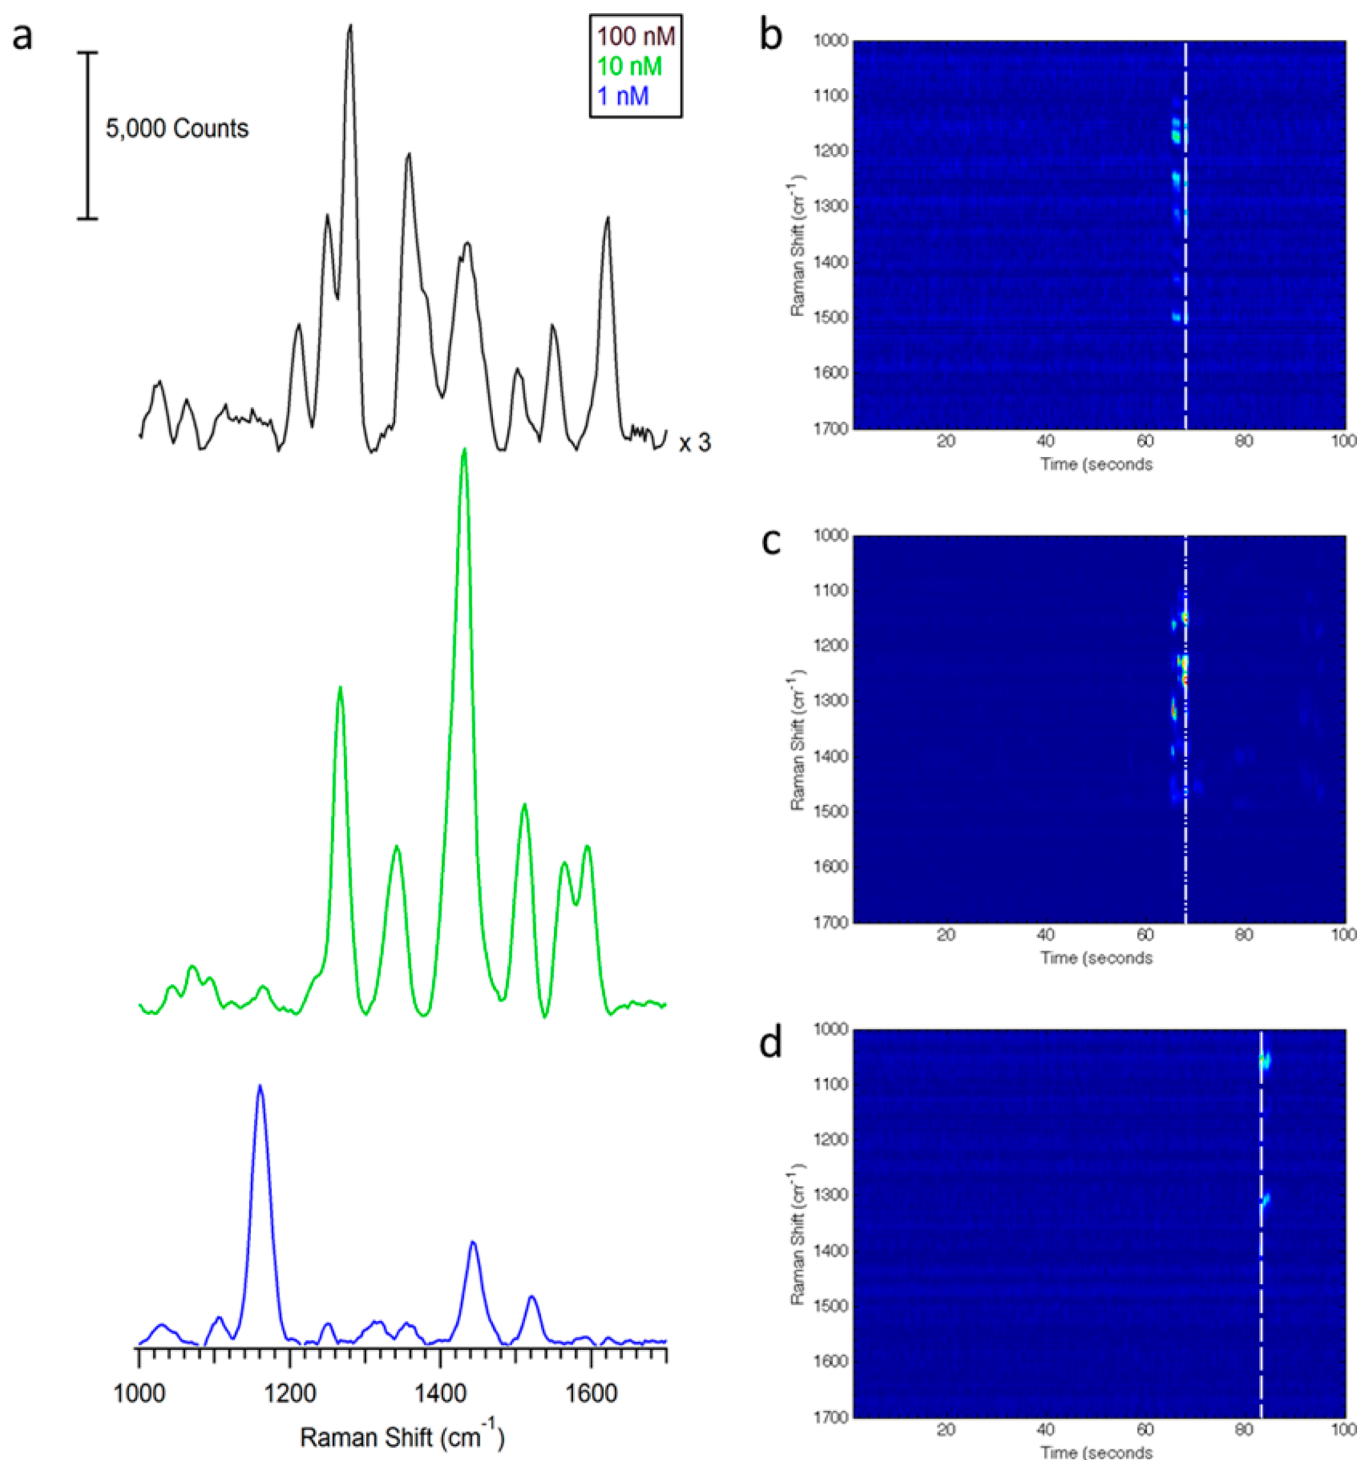 a
100 nM
10 nM
1 nM
5,000 Counts
x 3
1000 1200 1400 1600
Raman Shift (cm-1)
b
1000
1100
1200
1300
1400
1500
1600
1700
Raman Shift (cm-1)
20 40 60 80 100
Time (seconds
c
1000
1100
1200
1300
1400
1500
1600
1700
Raman Shift (cm-1)
20 40 60 80 100
Time (seconds
d
1000
1100
1200
1300
1400
1500
1600
1700
Raman Shift (cm-1)
20 40 60 80 100
Time (seconds